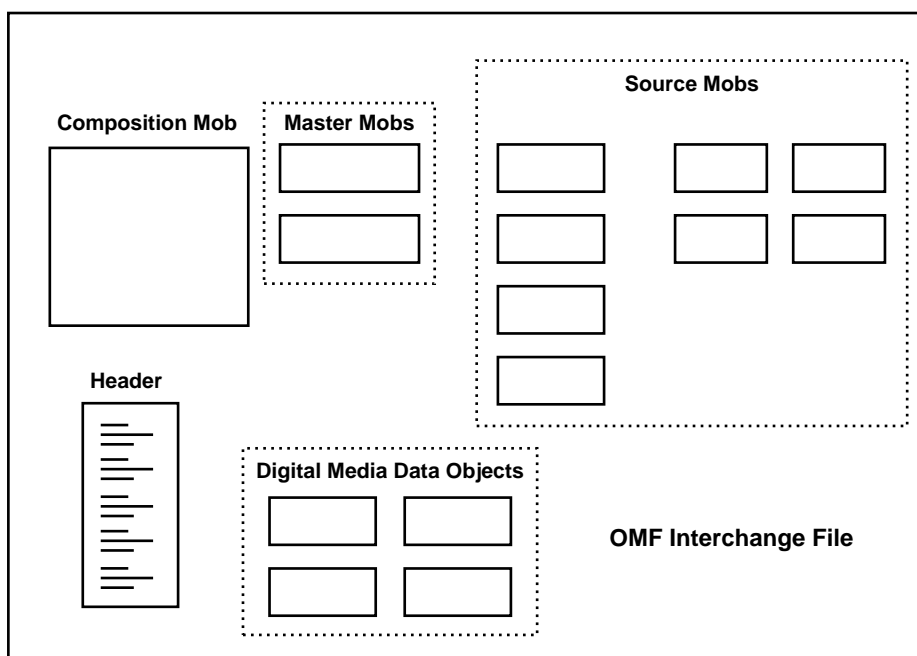 Source Mobs
Composition Mob
Master Mobs
Header
Digital Media Data Objects
OMF Interchange File